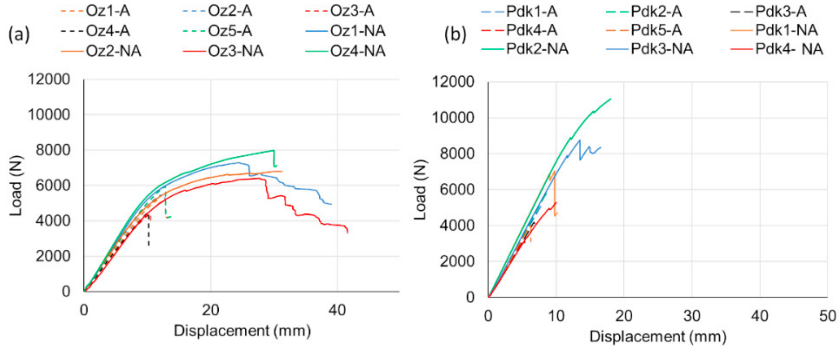 (a)
Oz1-A Oz2-A Oz3-A
Oz4-A Oz5-A Oz1-NA
Oz2-NA Oz3-NA Oz4-NA
12000
10000
8000
6000
4000
2000
0
0 20 40
Load (N)
Displacement (mm)
(b)
Pdk1-A Pdk2-A Pdk3-A
Pdk4-A Pdk5-A Pdk1-NA
Pdk2-NA Pdk3-NA Pdk4- NA
12000
10000
8000
6000
4000
2000
0
0 10 20 30 40 50
Load (N)
Displacement (mm)